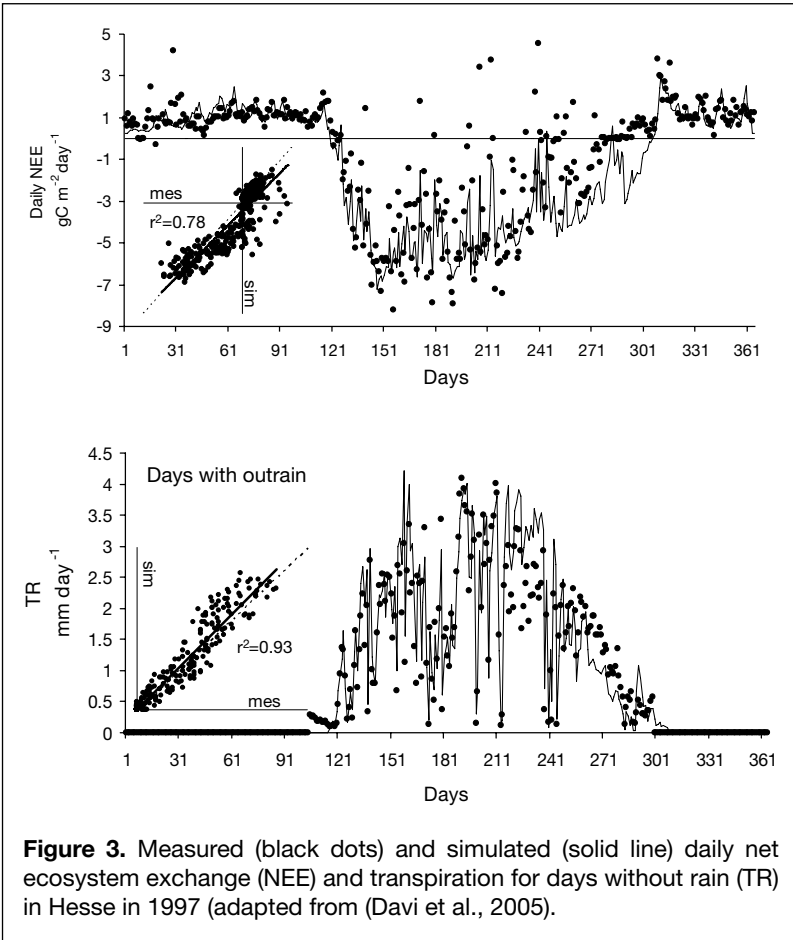 5
3
1
-1
-3
-5
-7
-9
Daily NEE
gC m-2 day-1
mes
r2=0.78
sim
1 31 61 91 121 151 181 211 241 271 301 331 361
Days
4.5
4
3.5
3
2.5
2
1.5
1
0.5
0
TR
mm day-1
Days with outrain
sim
r2=0.93
mes
1 31 61 91 121 151 181 211 241 271 301 331 361
Days
Figure 3. Measured (black dots) and simulated (solid line) daily net
ecosystem exchange (NEE) and transpiration for days without rain (TR)
in Hesse in 1997 (adapted from (Davi et al., 2005).